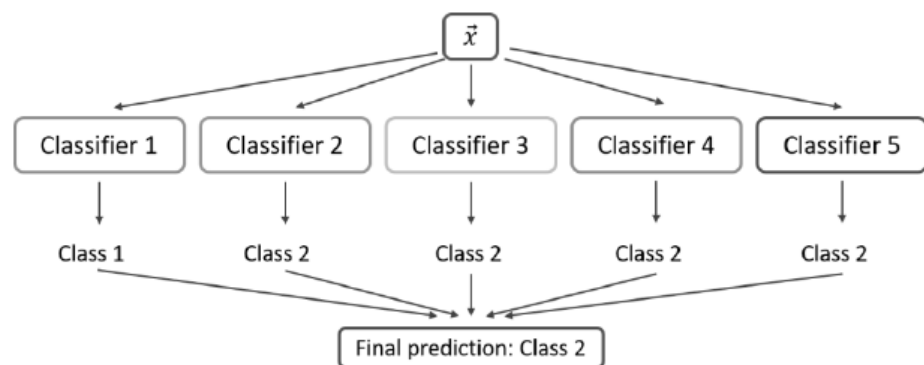 x⃗
Classifier 1 Classifier 2 Classifier 3 Classifier 4 Classifier 5
Class 1 Class 2 Class 2 Class 2 Class 2
Final prediction: Class 2